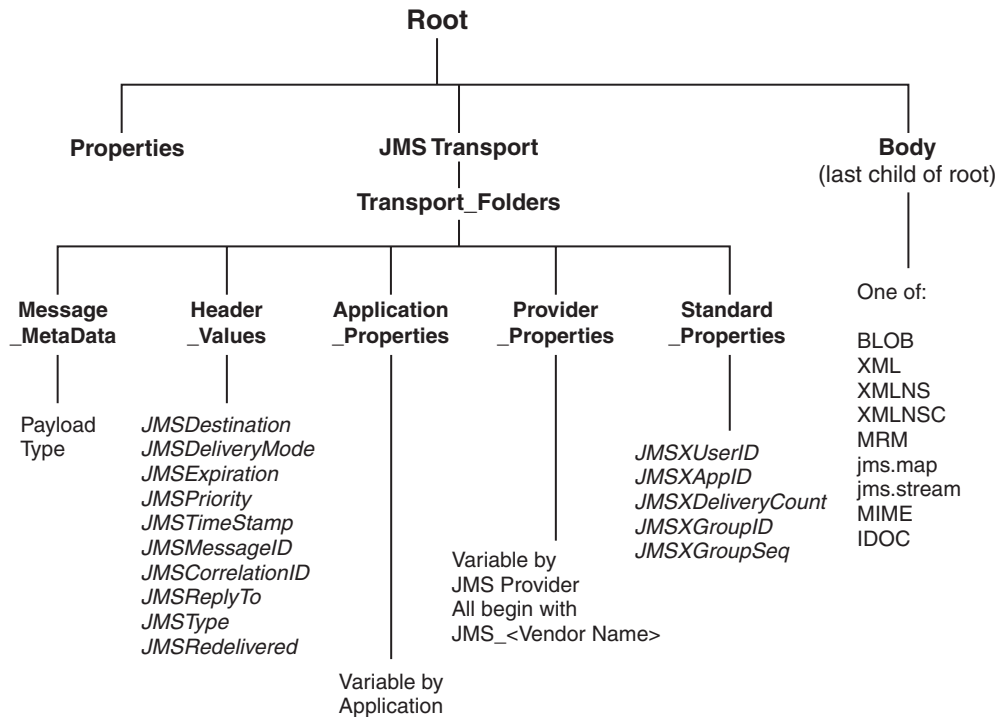 Root
Properties
JMS Transport
Body
(last child of root)
Transport_Folders
Message
_MetaData
Header
_Values
Application
_Properties
Provider
_Properties
Standard
_Properties
Payload
Type
JMSDestination
JMSDeliveryMode
JMSExpiration
JMSPriority
JMSTimeStamp
JMSMessageID
JMSCorrelationID
JMSReplyTo
JMSType
JMSRedelivered
Variable by
Application
Variable by
JMS Provider
All begin with
JMS_<Vendor Name>
JMSXUserID
JMSXAppID
JMSXDeliveryCount
JMSXGroupID
JMSXGroupSeq
One of:
BLOB
XML
XMLNS
XMLNSC
MRM
jms.map
jms.stream
MIME
IDOC